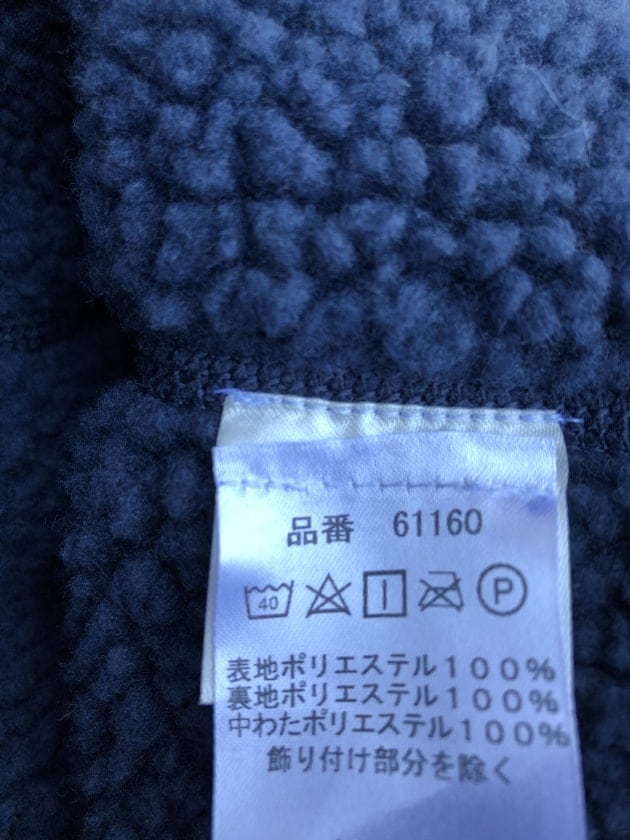 品番 61160
40 P
表地ポリエステル100%
裏地ポリエステル100%
中わたポリエステル100%
飾り付け部分を除く